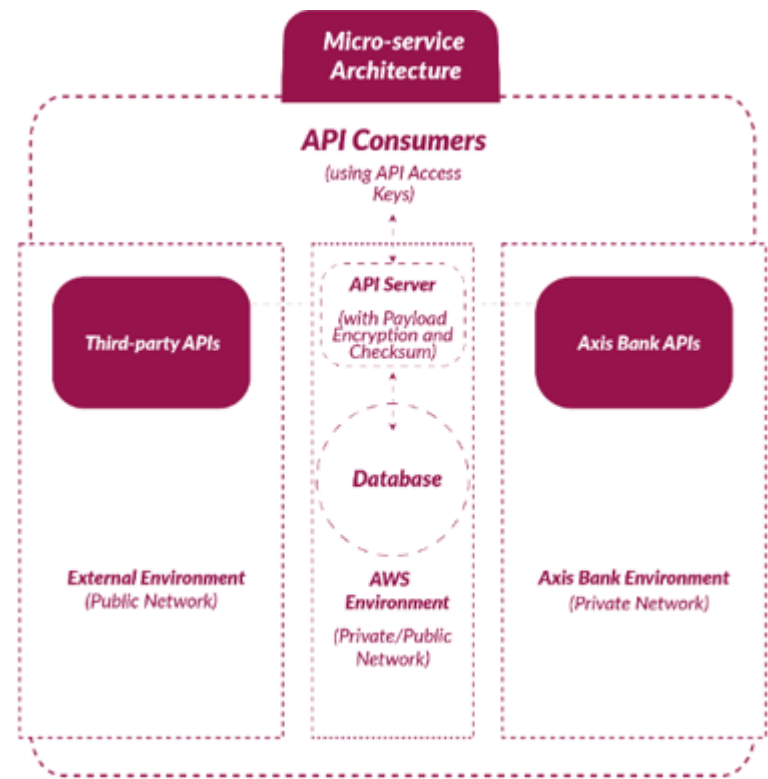 Micro-service
Architecture
API Consumers
(using API Access
Keys)
Third-party APIs
API Server
(with Payload
Encryption and
Checksum)
Axis Bank APIs
Database
External Environment
(Public Network)
AWS
Environment
(Private/Public
Network)
Axis Bank Environment
(Private Network)